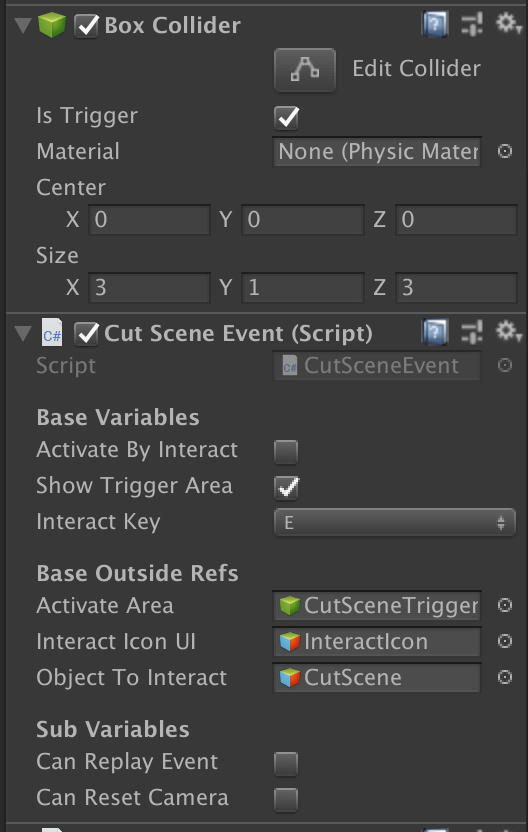 Box Collider
Edit Collider
Is Trigger
Material None (Physic Mater
Center
X 0 Y 0 Z 0
Size
X 3 Y 1 Z 3
C# Cut Scene Event (Script)
Script C# CutSceneEvent
Base Variables
Activate By Interact
Show Trigger Area
Interact Key E
Base Outside Refs
Activate Area CutSceneTrigger
Interact Icon UI InteractIcon
Object To Interact CutScene
Sub Variables
Can Replay Event
Can Reset Camera